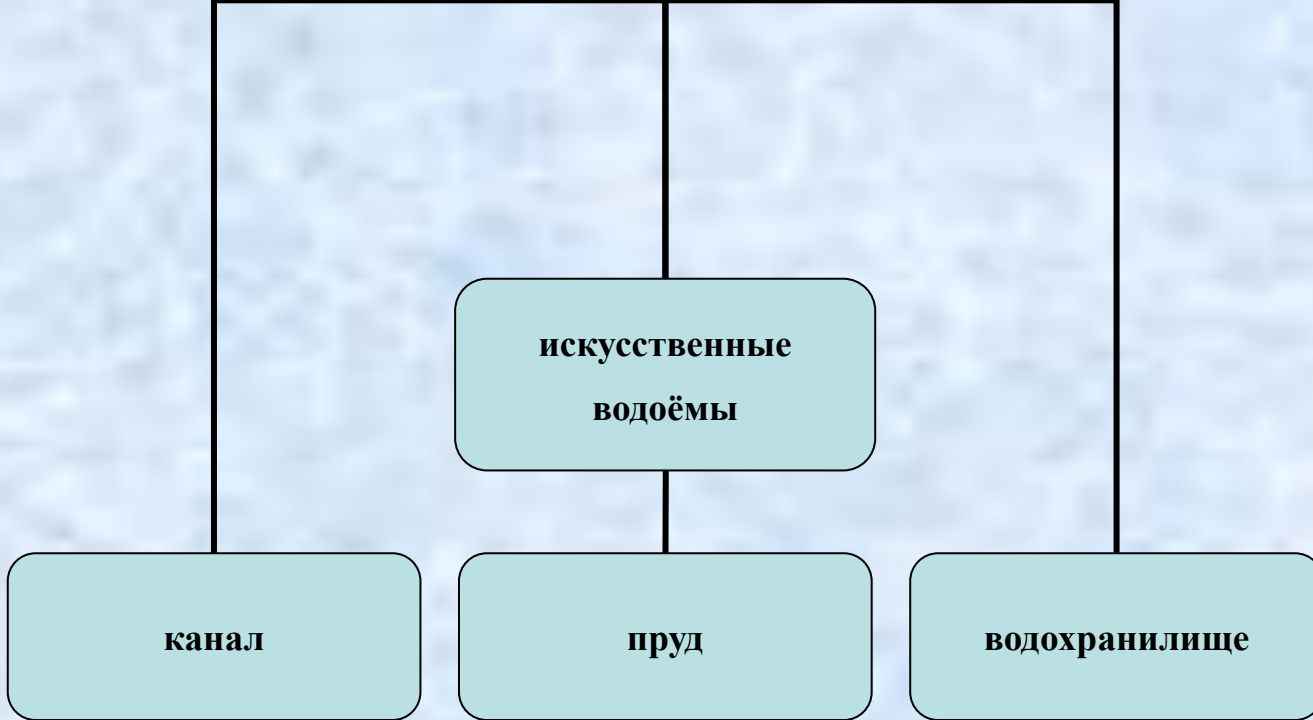 искусственные
водоёмы
канал
пруд
водохранилище